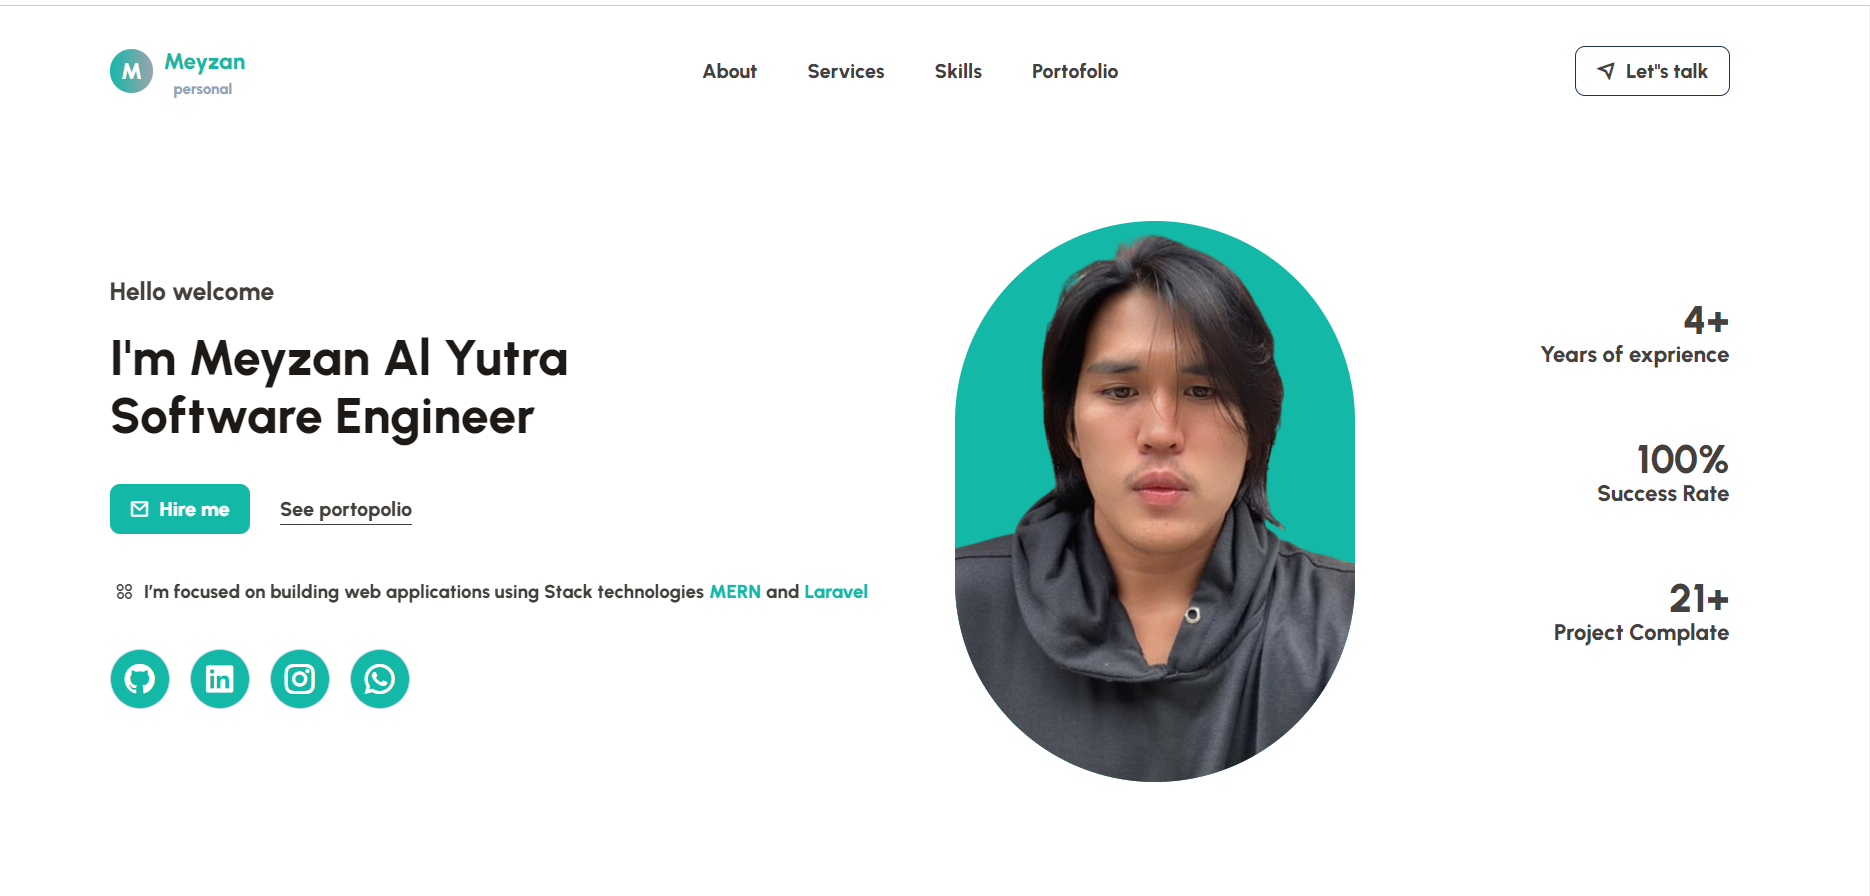 M
Meyzan
personal
About
Services
Skills
Portofolio
Let"s talk
Hello welcome
I'm Meyzan Al Yutra
Software Engineer
Hire me
See portopolio
I'm focused on building web applications using Stack technologies MERN and Laravel
in
4+
Years of exprience
100%
Success Rate
21+
Project Complate